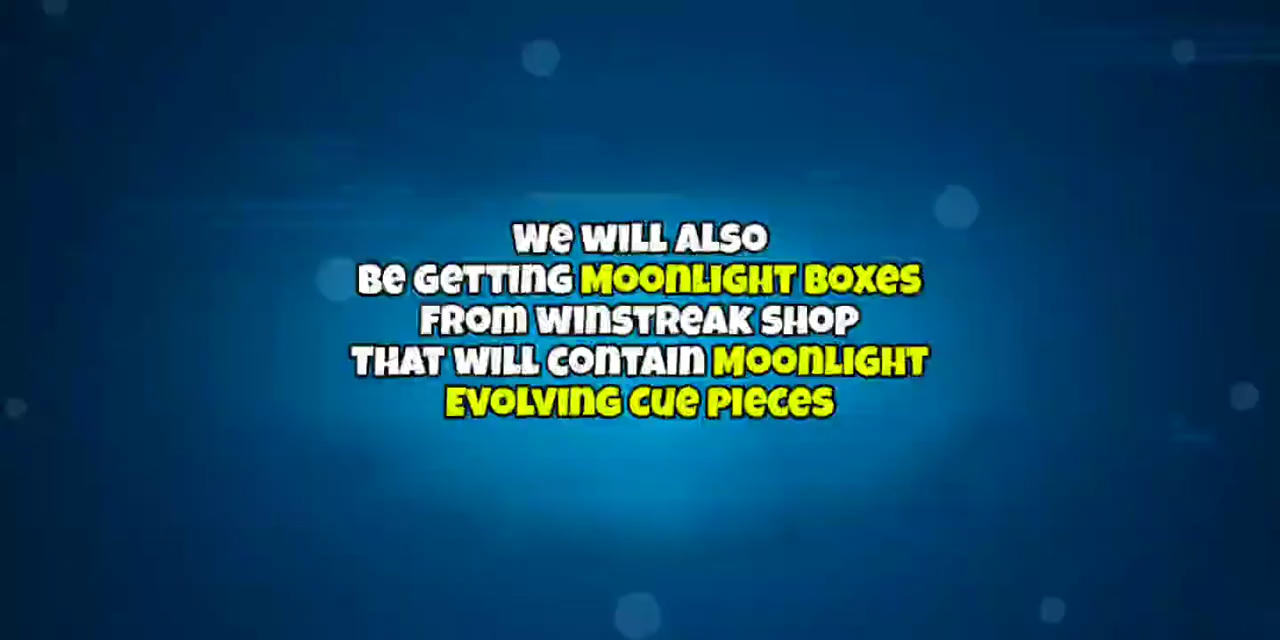 We will also
be getting Moonlight Boxes
from Winstreak Shop
that will contain Moonlight
Evolving Cue Pieces